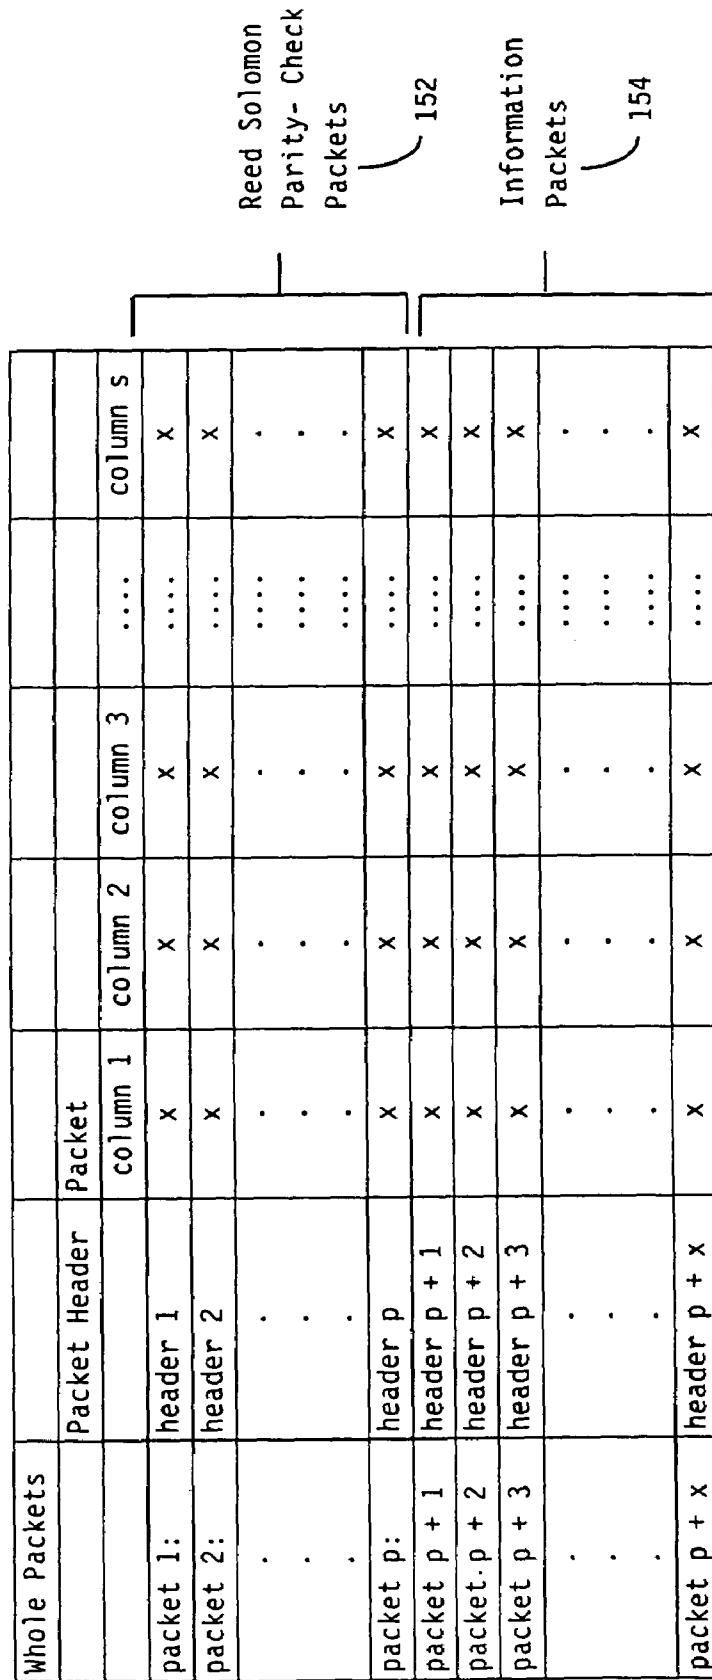 Whole Packets
Packet Header Packet
column 1 column 2 column 3 .... column s
packet 1: header 1 x x x .... x
packet 2: header 2 x x x .... x
. . . . . .... .
. . . . . .... .
. . . . . .... .
packet p: header p x x x .... x
packet p + 1 header p + 1 x x x .... x
packet p + 2 header p + 2 x x x .... x
packet p + 3 header p + 3 x x x .... x
. . . . . .... .
. . . . . .... .
. . . . . .... .
packet p + x header p + x x x x .... x
Reed Solomon
Parity- Check
Packets
152
Information
Packets
154